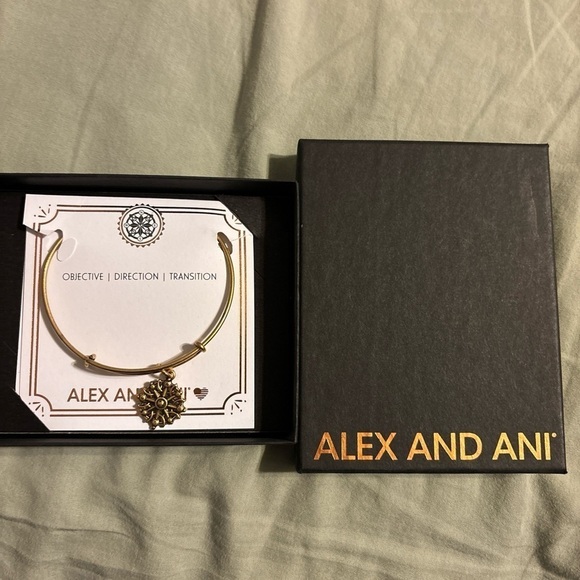 OBJECTIVE | DIRECTION | TRANSITION
ALEX AND ANI
ALEX AND ANI